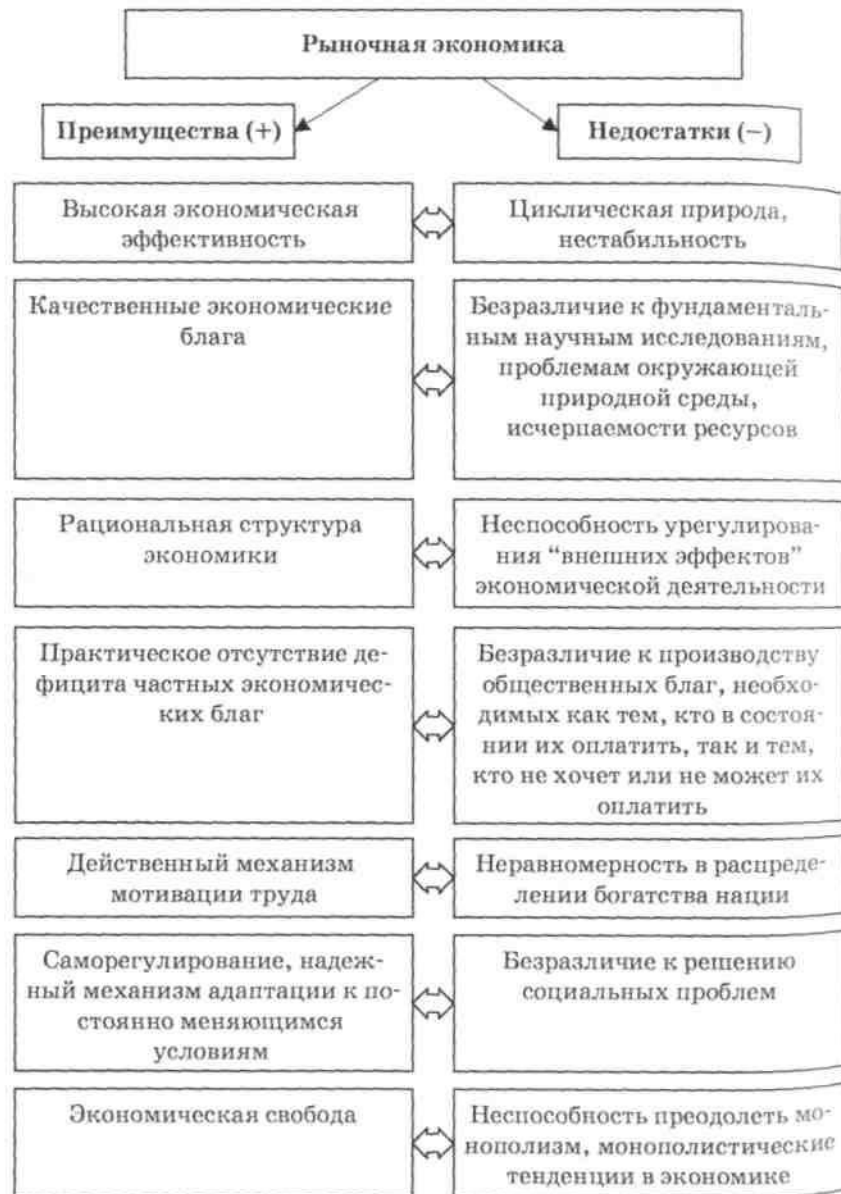 Рыночная экономика
Преимущества (+)
Недостатки (−)
Высокая экономическая
эффективность
Циклическая природа,
нестабильность
Качественные экономические
блага
Безразличие к фундаменталь-
ным научным исследованиям,
проблемам окружающей
природной среды,
исчерпаемости ресурсов
Рациональная структура
экономики
Неспособность урегулирова-
ния “внешних эффектов”
экономической деятельности
Практическое отсутствие де-
фицита частных экономичес-
ких благ
Безразличие к производству
общественных благ, необхо-
димых как тем, кто в состоя-
нии их оплатить, так и тем,
кто не хочет или не может их
оплатить
Действенный механизм
мотивации труда
Неравномерность в распреде-
лении богатства нации
Саморегулирование, надеж-
ный механизм адаптации к по-
стоянно меняющимся
условиям
Безразличие к решению
социальных проблем
Экономическая свобода
Неспособность преодолеть мо-
нополизм, монополистические
тенденции в экономике